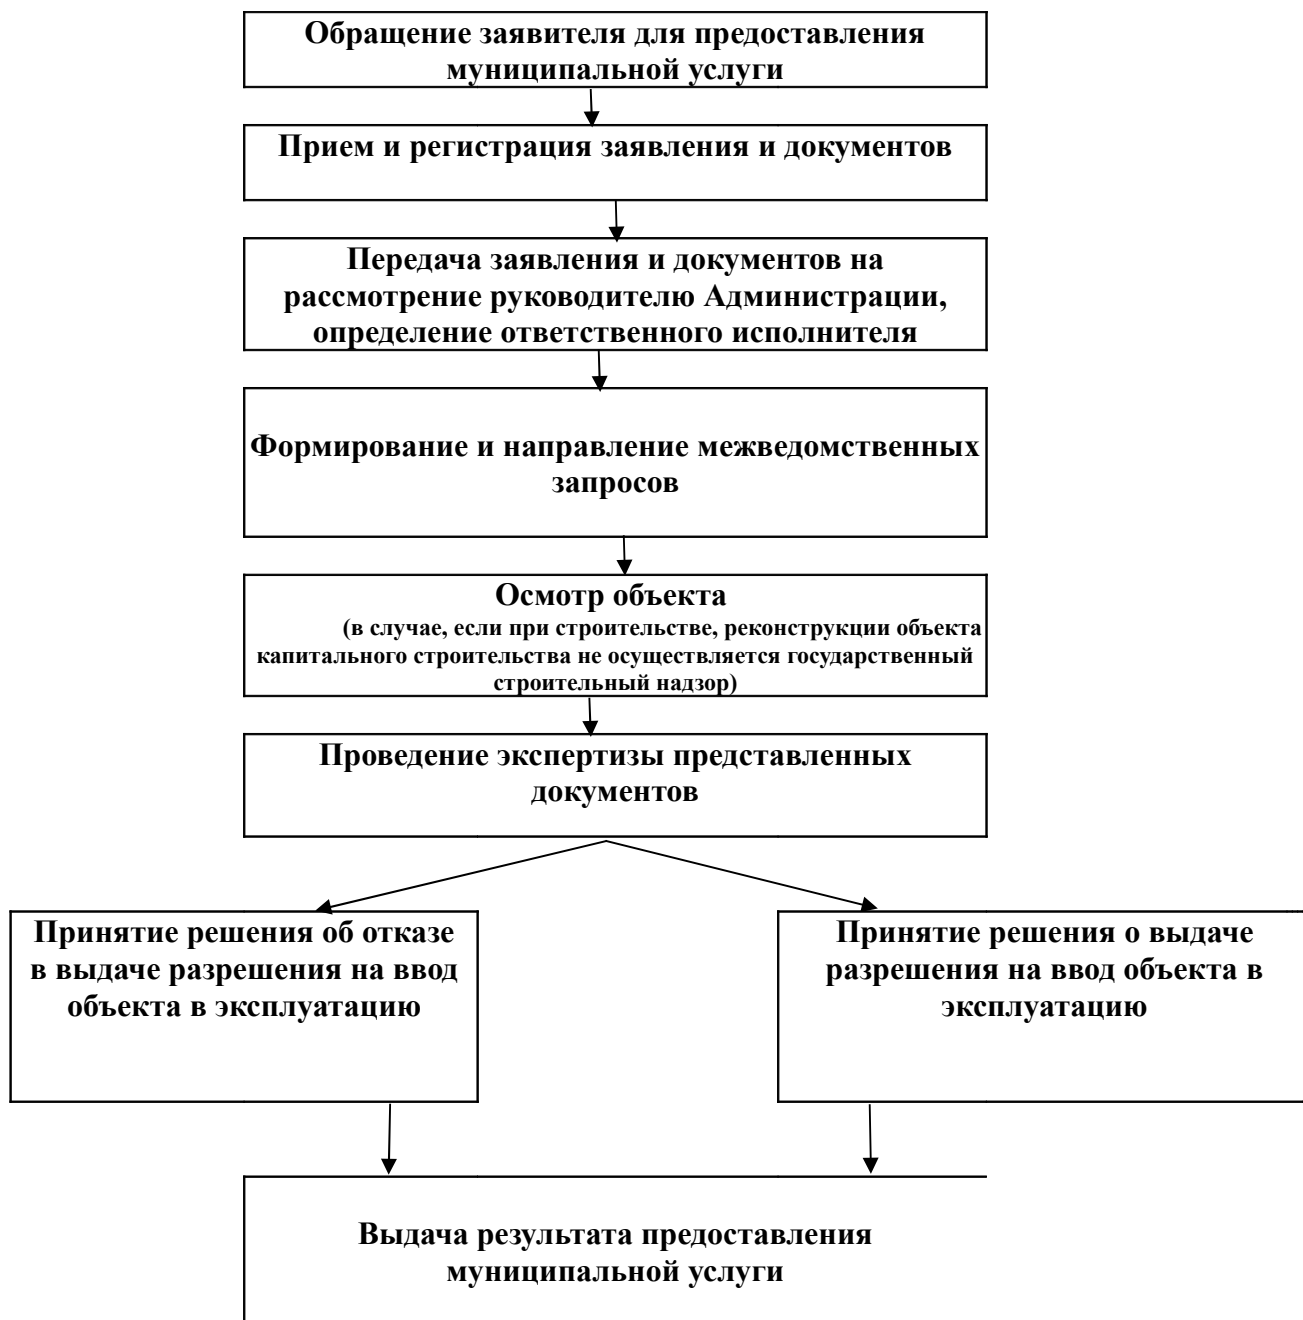 Обращение заявителя для предоставления
муниципальной услуги
Прием и регистрация заявления и документов
Передача заявления и документов на
рассмотрение руководителю Администрации,
определение ответственного исполнителя
Формирование и направление межведомственных
запросов
Осмотр объекта
(в случае, если при строительстве, реконструкции объекта
капитального строительства не осуществляется государственный
строительный надзор)
Проведение экспертизы представленных
документов
Принятие решения об отказе
в выдаче разрешения на ввод
объекта в эксплуатацию
Принятие решения о выдаче
разрешения на ввод объекта в
эксплуатацию
Выдача результата предоставления
муниципальной услуги